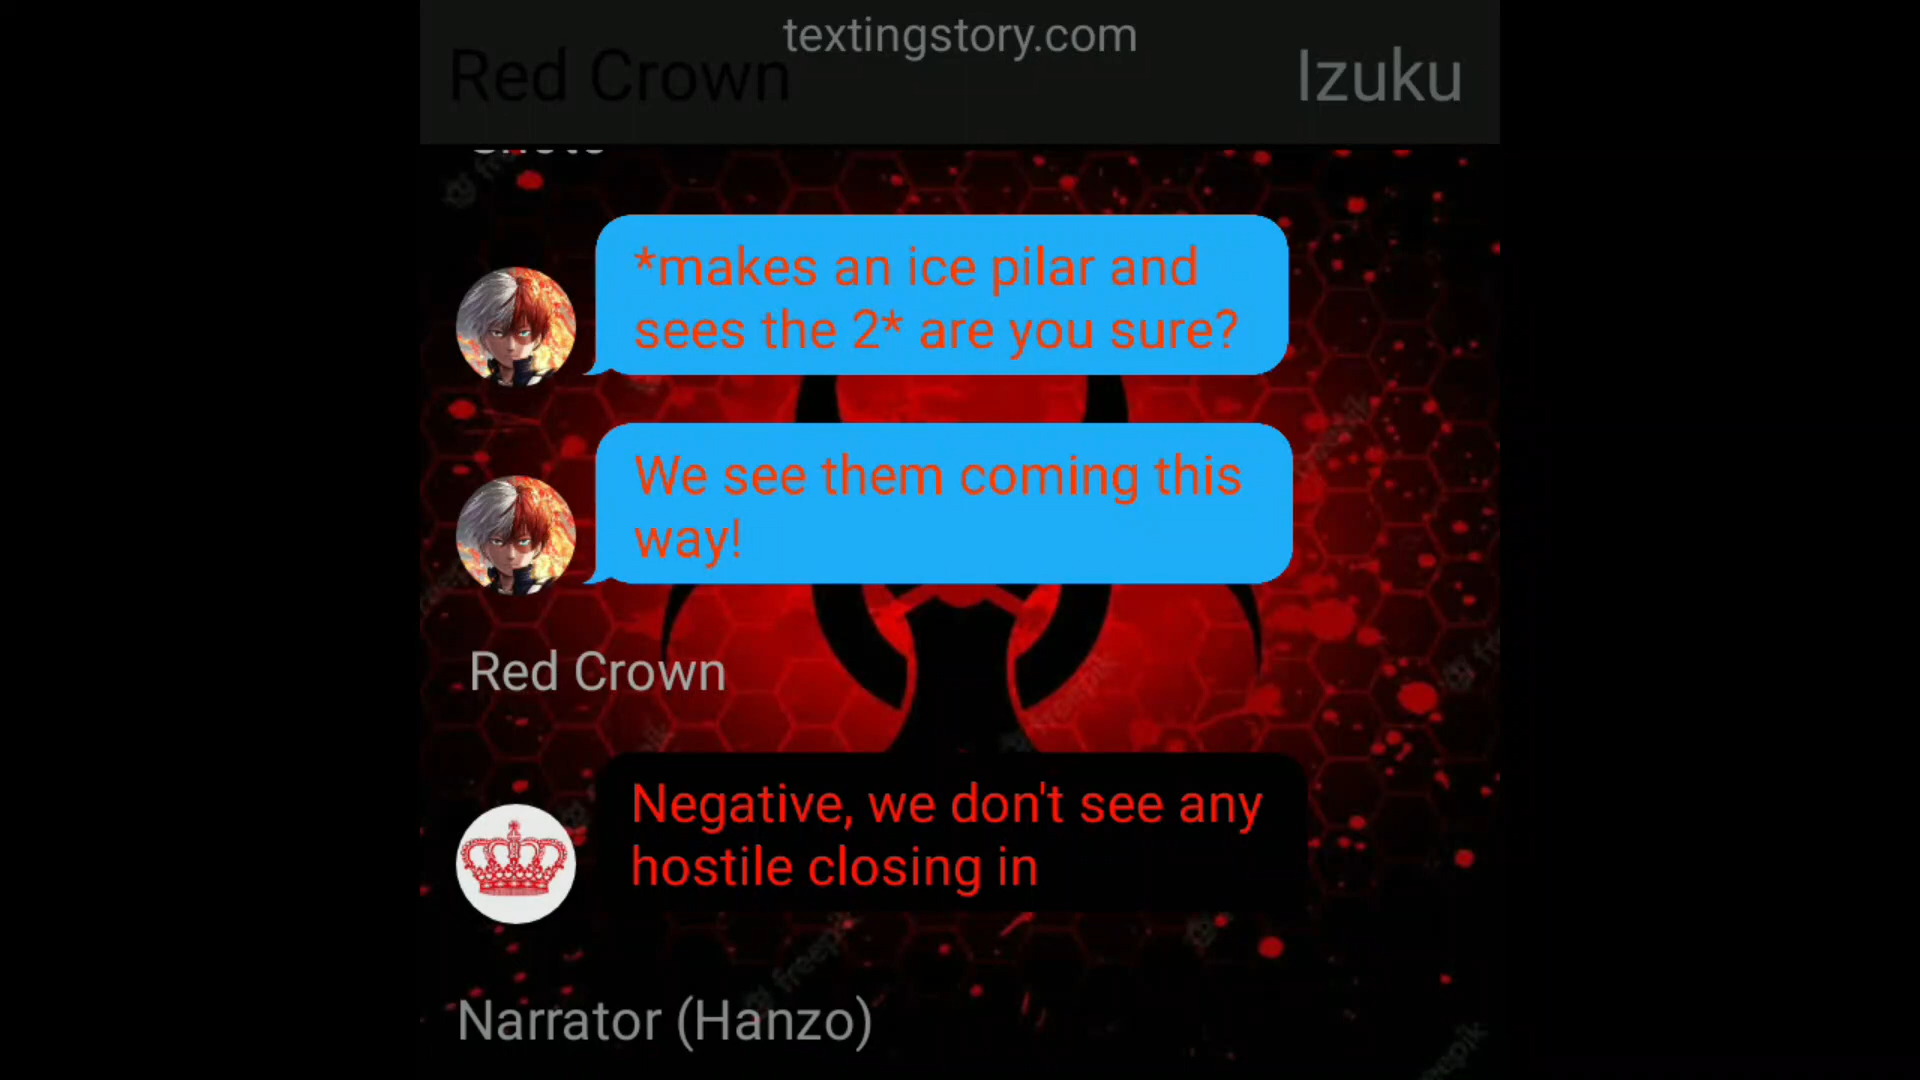 textingstory.com
Red Crown
Izuku
*makes an ice pilar and
sees the 2* are you sure?
We see them coming this
way!
Red Crown
Negative, we don't see any
hostile closing in
freepik
Narrator (Hanzo)